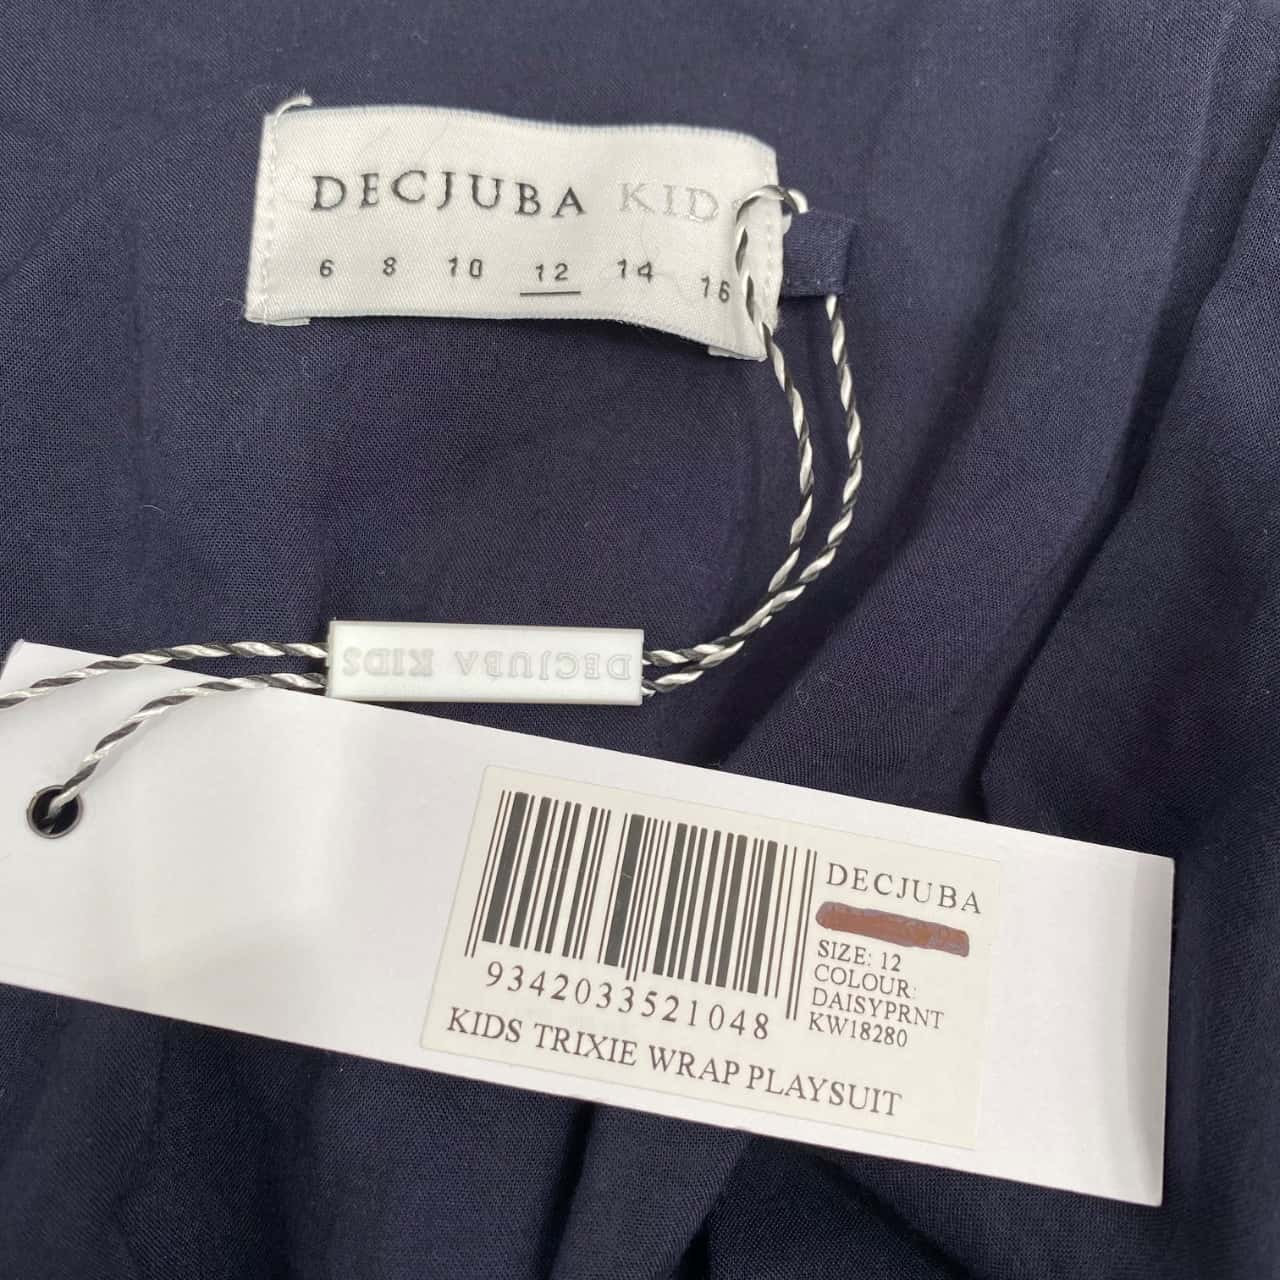 DECJUBA KIDS
6 8 10 12 14 16
DECJUBA KIDS
DECJUBA
SIZE: 12
COLOUR:
DAISYPRNT
KW18280
9342033521048
KIDS TRIXIE WRAP PLAYSUIT